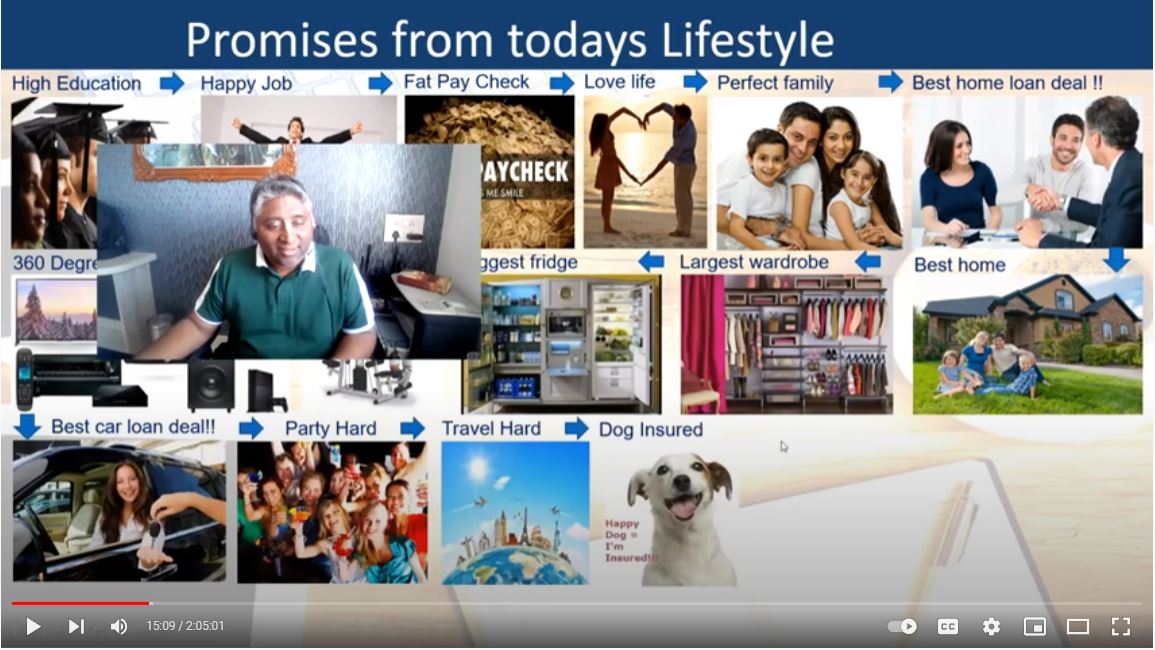 Promises from todays Lifestyle
High Education
Happy Job
Fat Pay Check
Love life
Perfect family
Best home loan deal !!
PAYCHECK
S ME SMILE
360 Degre
ggest fridge
Largest wardrobe
Best home
Best car loan deal!!
Party Hard
Travel Hard
Dog Insured
Happy
Dog =
I'm
Insured!!!
15:09 / 2:05:01
CC